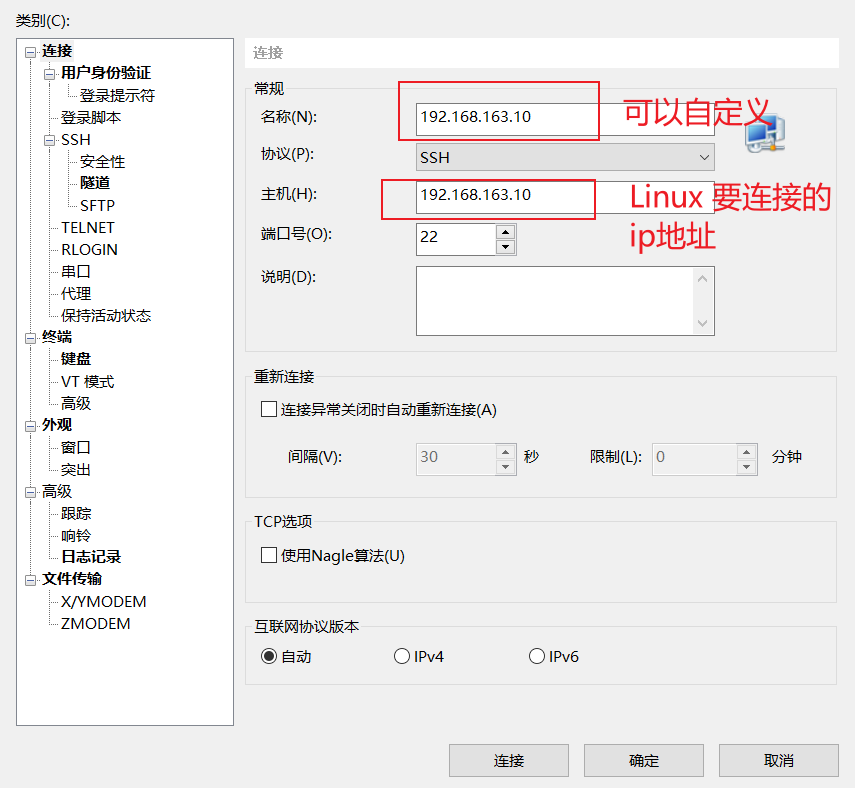 类别(C):
连接
用户身份验证
登录提示符
登录脚本
SSH
安全性
隧道
SFTP
TELNET
RLOGIN
串口
代理
保持活动状态
终端
键盘
VT 模式
高级
外观
窗口
突出
高级
跟踪
响铃
日志记录
文件传输
X/YMODEM
ZMODEM
连接
常规
名称(N): 192.168.163.10 可以自定义
协议(P): SSH
主机(H): 192.168.163.10 Linux 要连接的
ip地址
端口号(O): 22
说明(D):
重新连接
连接异常关闭时自动重新连接(A)
间隔(V): 30 秒 限制(L): 0 分钟
TCP选项
使用Nagle算法(U)
互联网协议版本
自动 IPv4 IPv6
连接 确定 取消